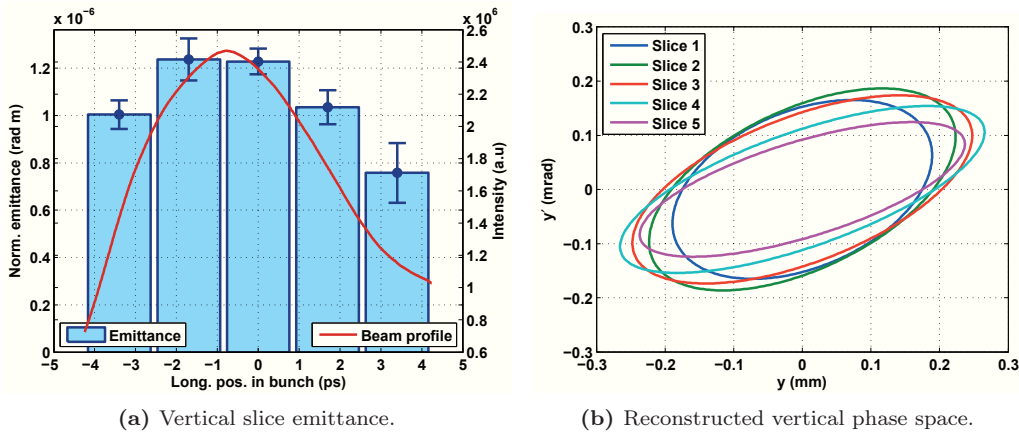 x 10⁻⁶
x 10⁶
Norm. emittance (rad m)
1.2
1
0.8
0.6
0.4
0.2
0
2.6
2.4
2.2
2
1.8
1.6
1.4
1.2
1
0.8
0.6
Intensity (a.u)
Emittance
Beam profile
−5 −4 −3 −2 −1 0 1 2 3 4 5
Long. pos. in bunch (ps)
(a) Vertical slice emittance.
0.3
0.2
0.1
0
−0.1
−0.2
−0.3
y′ (mrad)
Slice 1
Slice 2
Slice 3
Slice 4
Slice 5
−0.3 −0.2 −0.1 0 0.1 0.2 0.3
y (mm)
(b) Reconstructed vertical phase space.